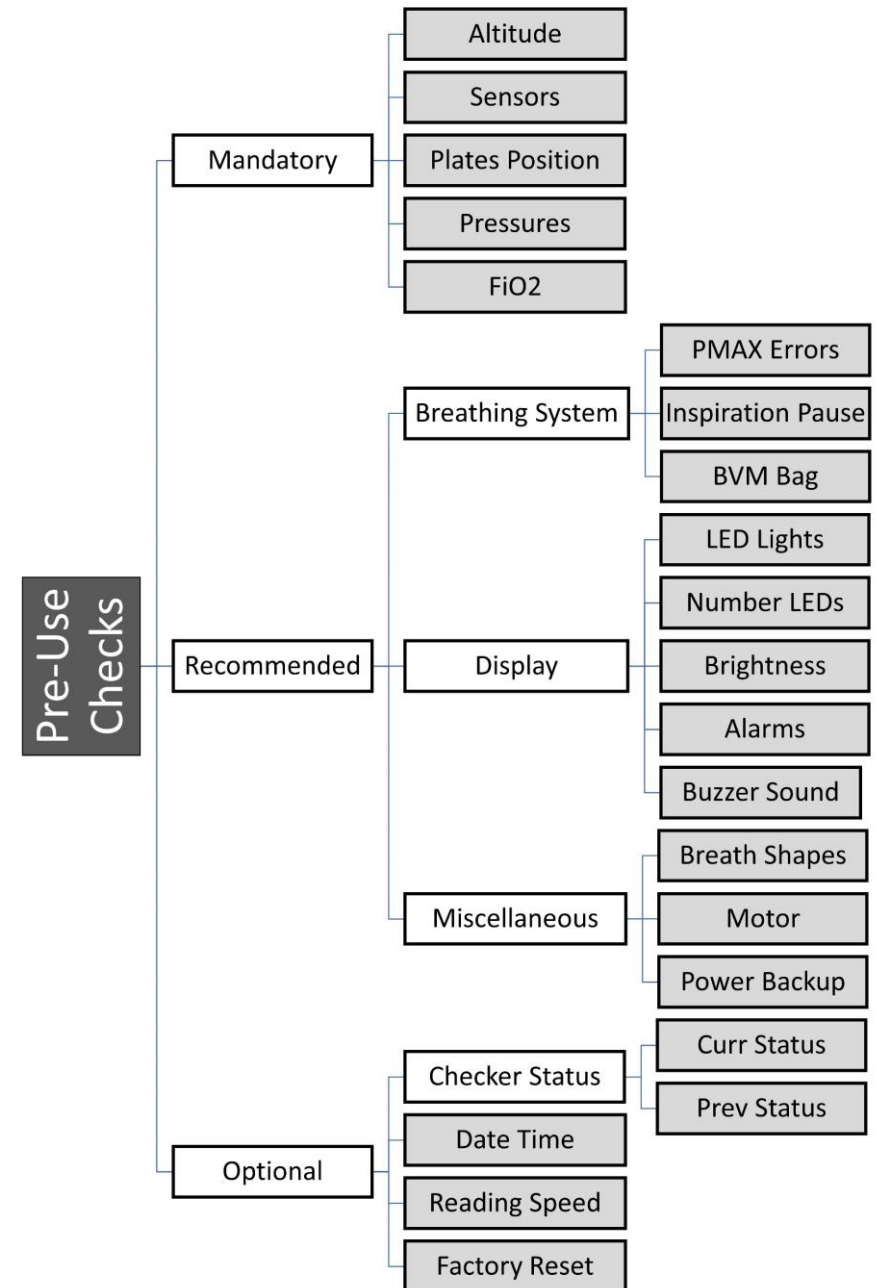 Pre-Use
Checks
Mandatory
Altitude
Sensors
Plates Position
Pressures
FiO2
Recommended
Breathing System
PMAX Errors
Inspiration Pause
BVM Bag
Display
LED Lights
Number LEDs
Brightness
Alarms
Buzzer Sound
Miscellaneous
Breath Shapes
Motor
Power Backup
Optional
Checker Status
Curr Status
Prev Status
Date Time
Reading Speed
Factory Reset